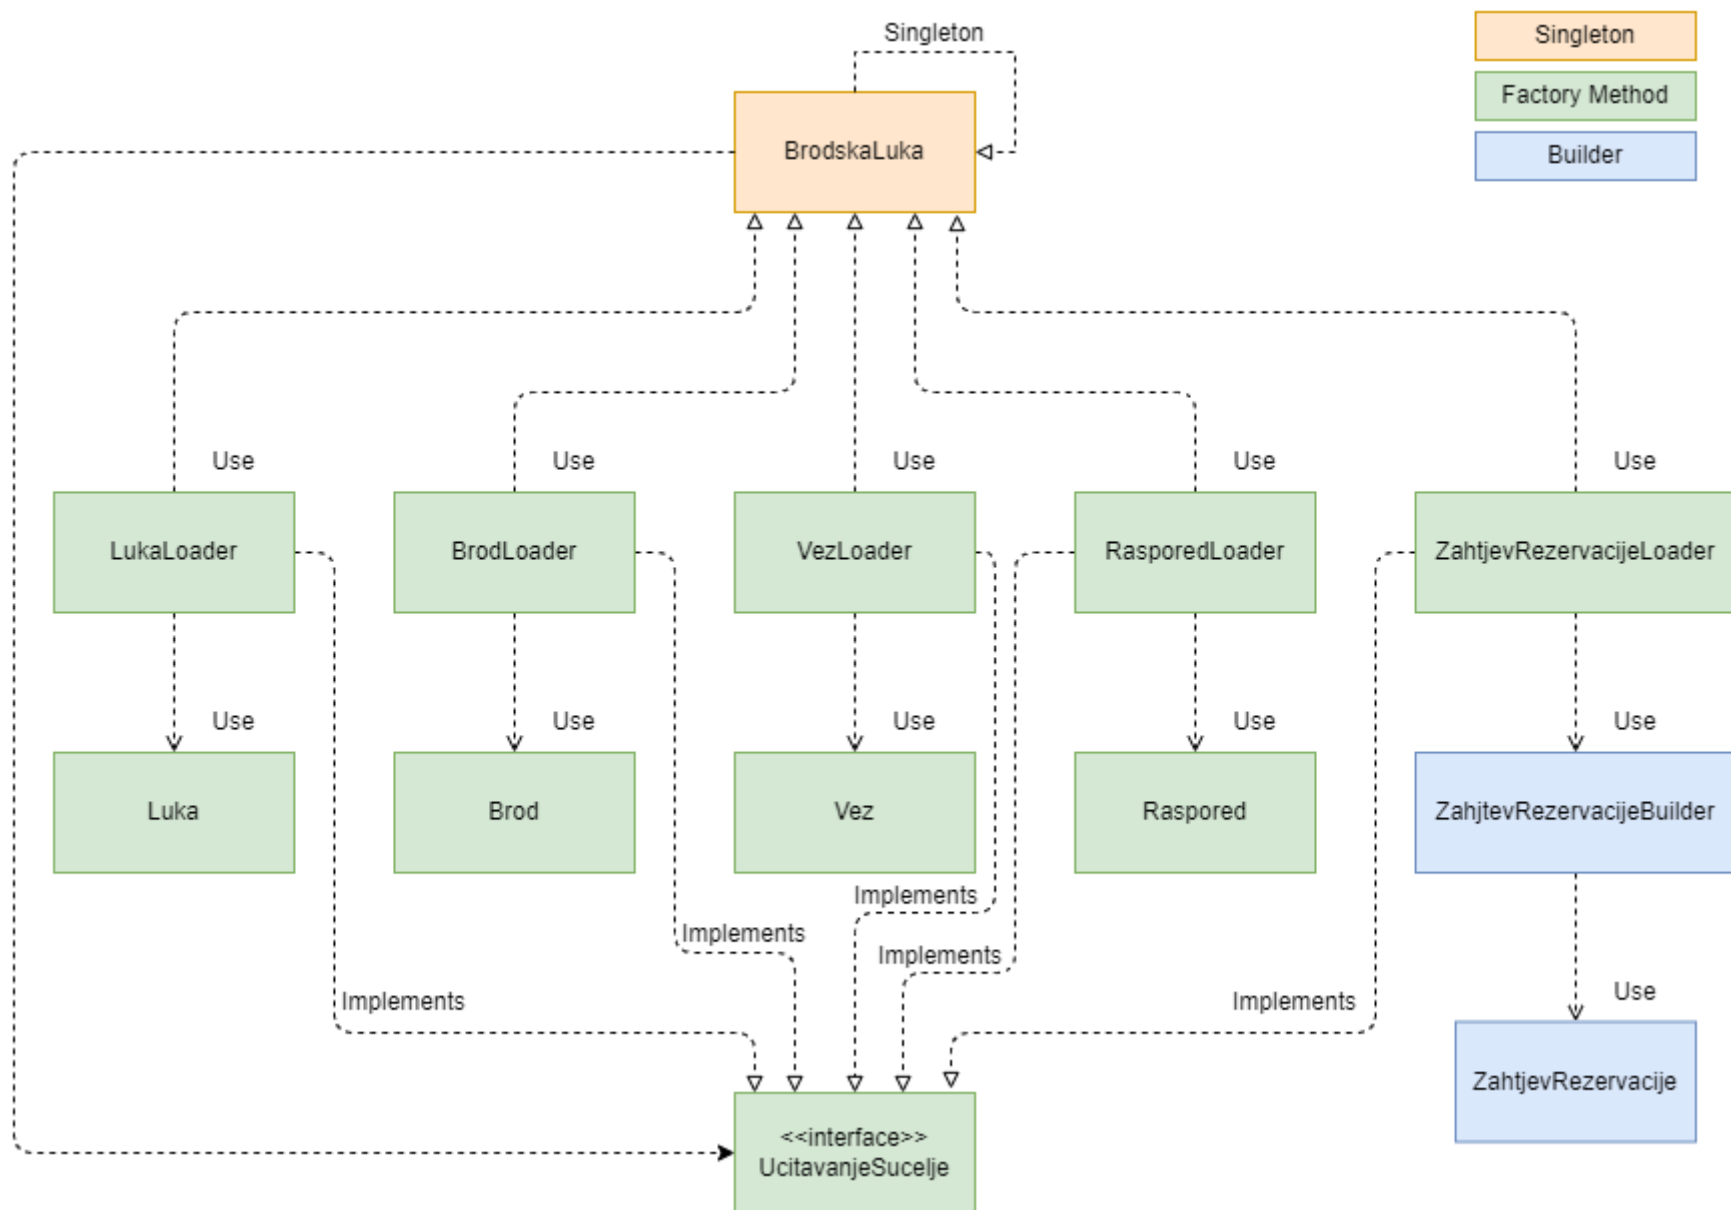 Singleton
Singleton
Factory Method
Builder
BrodskaLuka
Use
Use
Use
Use
Use
LukaLoader
BrodLoader
VezLoader
RasporedLoader
ZahtjevRezervacijeLoader
Use
Use
Use
Use
Use
Luka
Brod
Vez
Raspored
ZahjtevRezervacijeBuilder
Implements
Implements
Implements
Implements
Implements
Use
ZahtjevRezervacije
<<interface>>
UcitavanjeSucelje